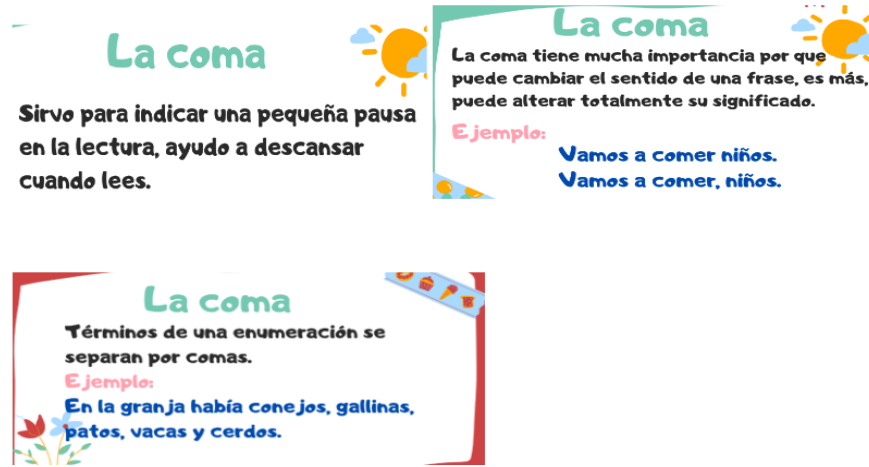 La coma
Sirvo para indicar una pequeña pausa
en la lectura, ayudo a descansar
cuando lees.
La coma
La coma tiene mucha importancia por que
puede cambiar el sentido de una frase, es más,
puede alterar totalmente su significado.
Ejemplo:
Vamos a comer niños.
Vamos a comer, niños.
La coma
Términos de una enumeración se
separan por comas.
Ejemplo:
En la granja había conejos, gallinas,
patos, vacas y cerdos.